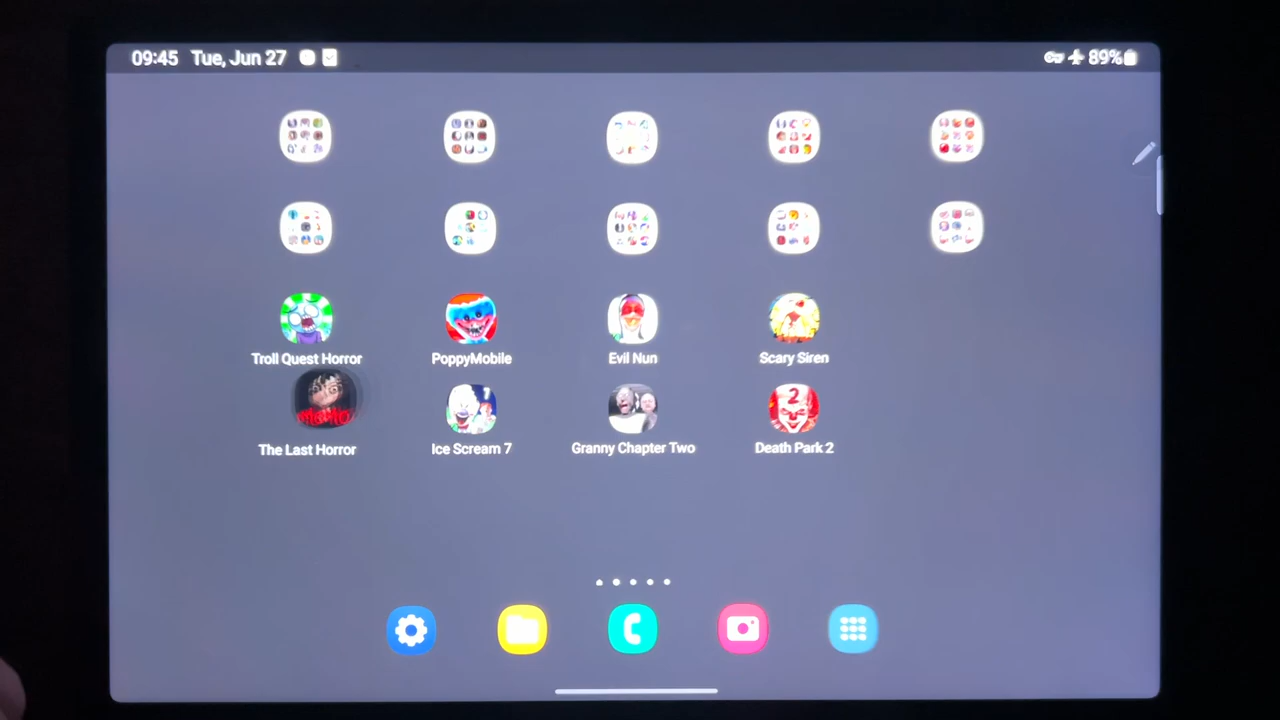 09:45 Tue, Jun 27 89%
Troll Quest Horror PoppyMobile Evil Nun Scary Siren
The Last Horror Ice Scream 7 Granny Chapter Two Death Park 2